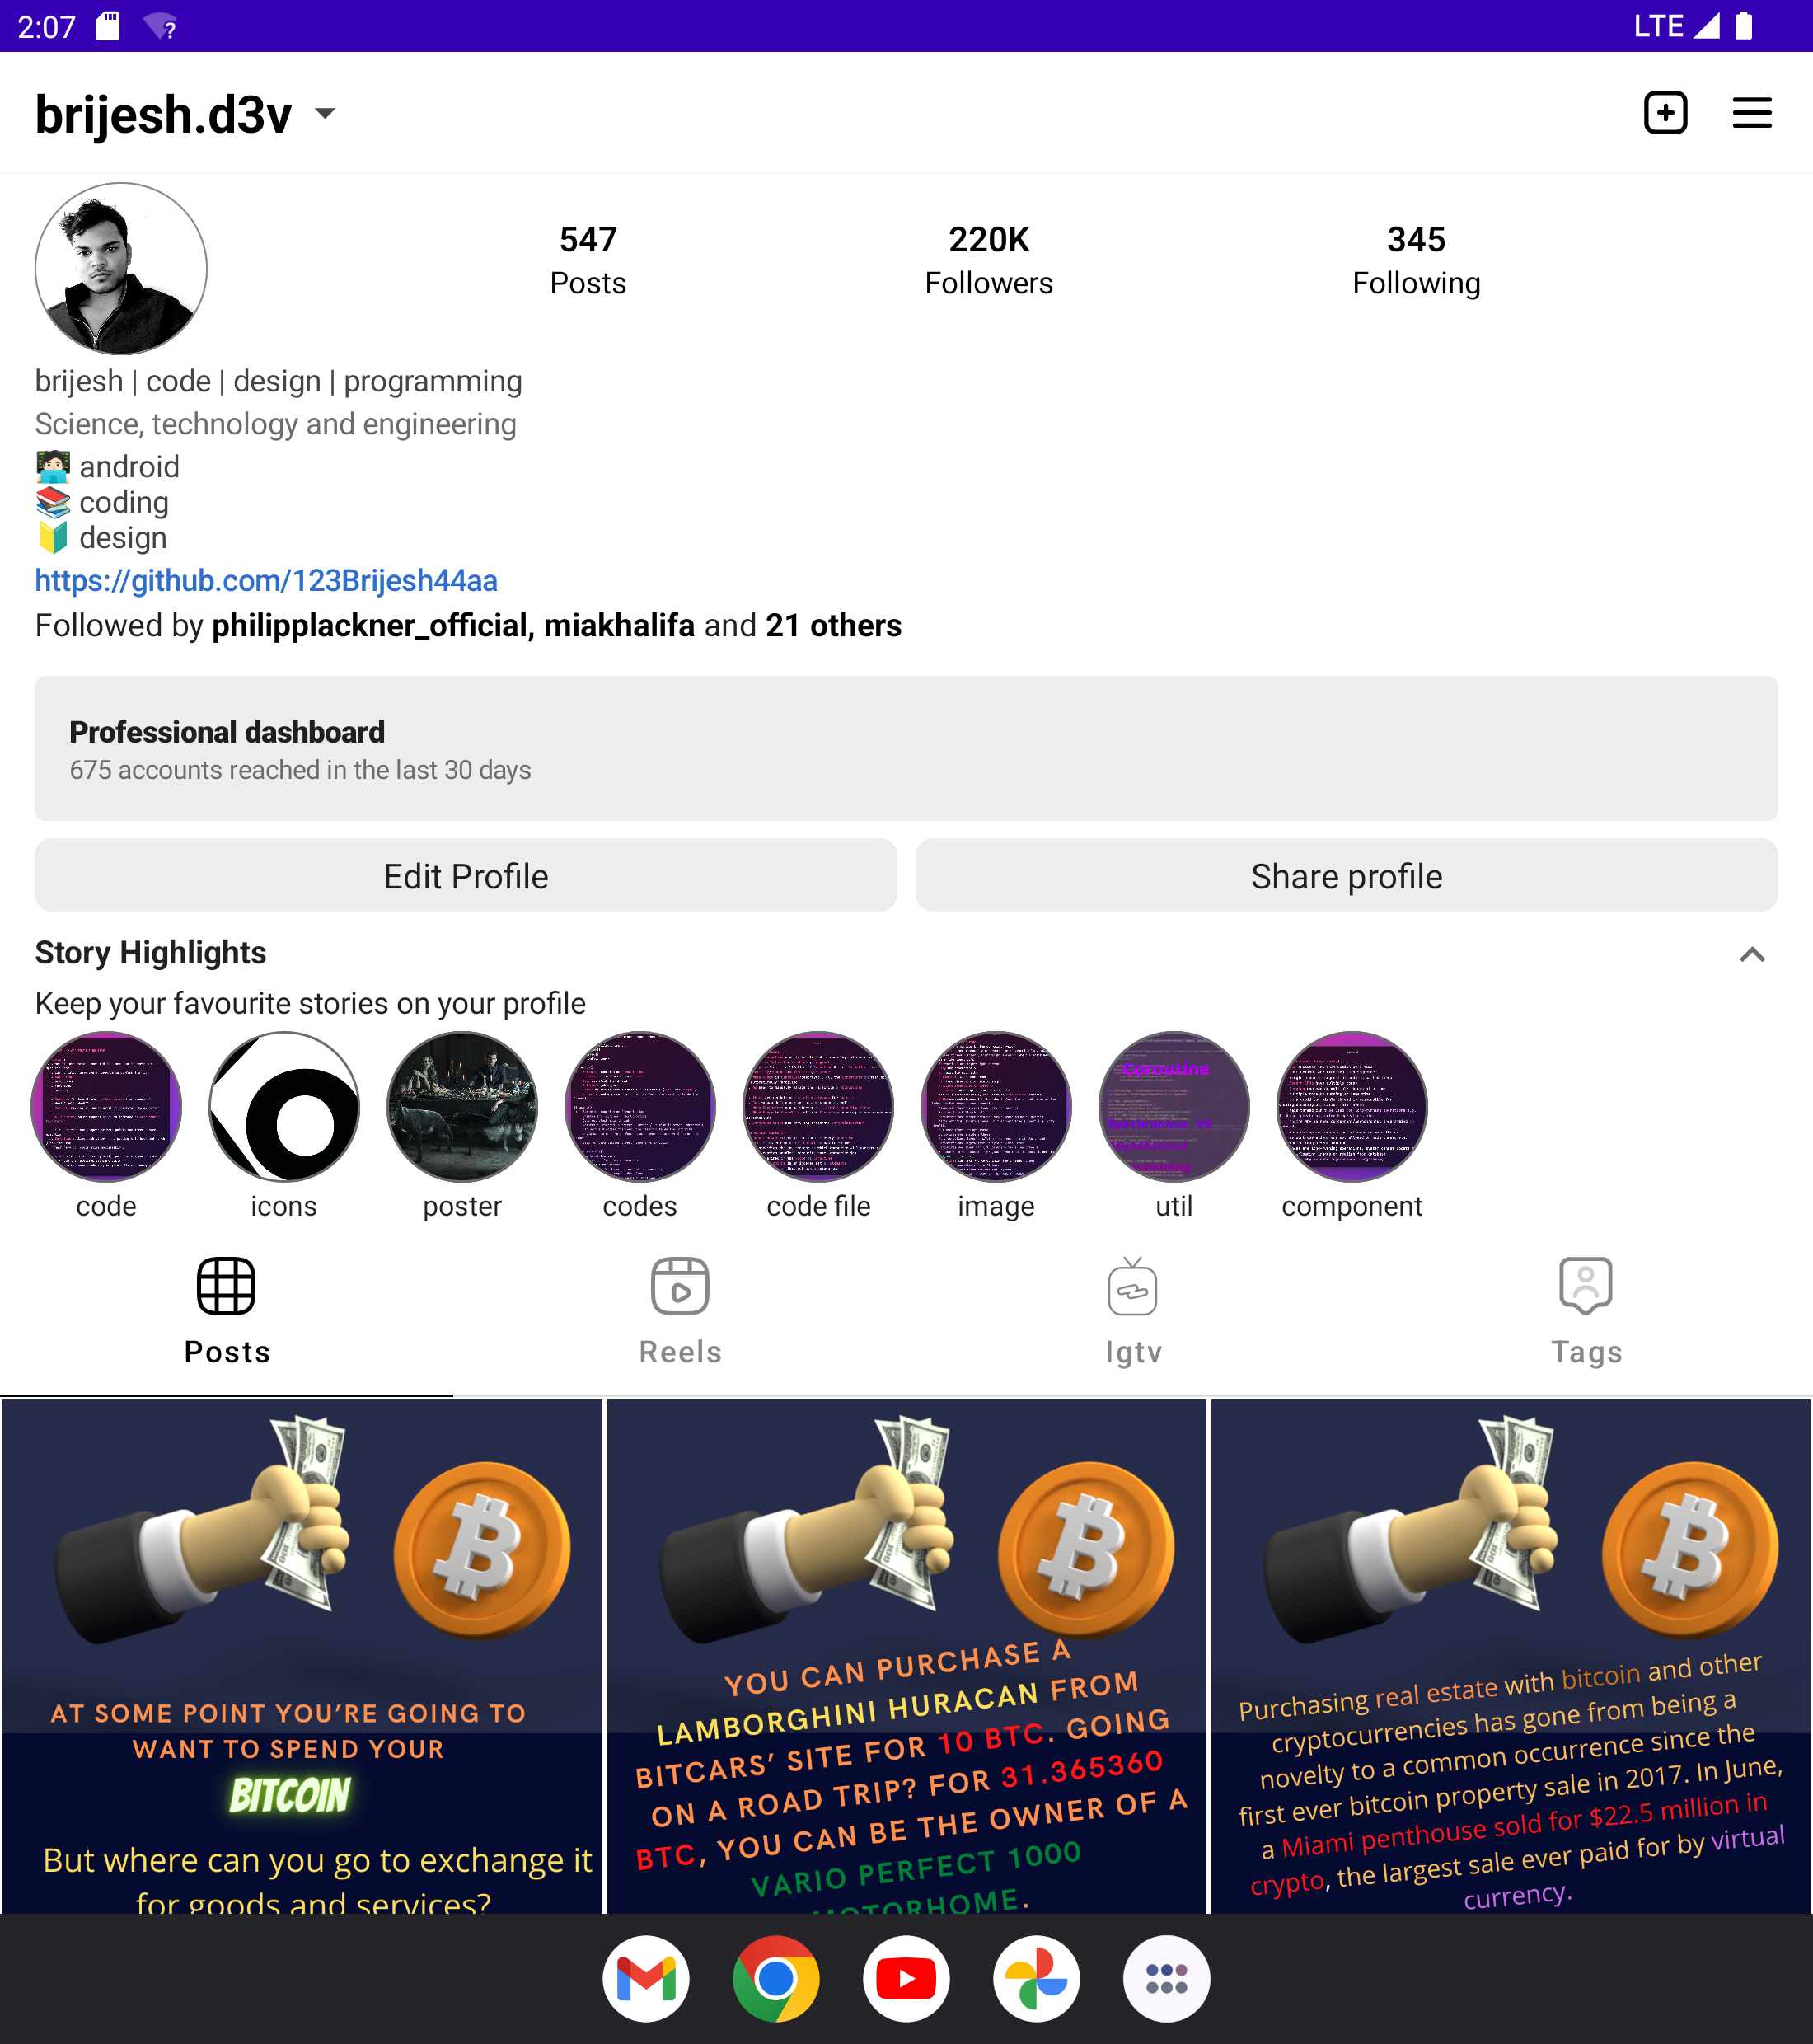 2:07
LTE
brijesh.d3v
547
Posts
220K
Followers
345
Following
brijesh | code | design | programming
Science, technology and engineering
android
coding
design
https://github.com/123Brijesh44aa
Followed by philipplackner_official, miakhalifa and 21 others
Professional dashboard
675 accounts reached in the last 30 days
Edit Profile
Share profile
Story Highlights
Keep your favourite stories on your profile
Coroutine
Synchronous VS
code
icons
poster
codes
code file
image
util
component
Posts
Reels
Igtv
Tags
AT SOME POINT YOU’RE GOING TO
WANT TO SPEND YOUR
BITCOIN
But where can you go to exchange it
for goods and services?
YOU CAN PURCHASE A
LAMBORGHINI HURACAN FROM
BITCARS’ SITE FOR 10 BTC. GOING
ON A ROAD TRIP? FOR 31.365360
BTC, YOU CAN BE THE OWNER OF A
VARIO PERFECT 1000
MOTORHOME.
Purchasing real estate with bitcoin and other
cryptocurrencies has gone from being a
novelty to a common occurrence since the
first ever bitcoin property sale in 2017. In June,
a Miami penthouse sold for $22.5 million in
crypto, the largest sale ever paid for by virtual
currency.